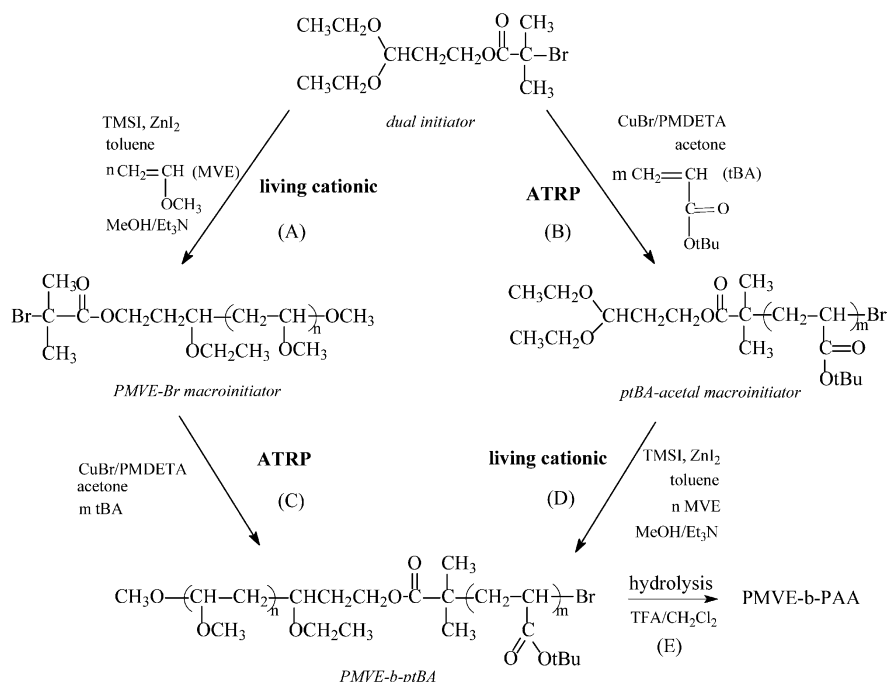 CH3CH2O
CH3CH2O
CHCH2CH2OC-C-Br
O
CH3
CH3
dual initiator
TMSI, ZnI2
toluene
n CH2=CH (MVE)
OCH3
MeOH/Et3N
living cationic
(A)
CuBr/PMDETA
acetone
m CH2=CH (tBA)
C=O
OtBu
ATRP
(B)
CH3 O
Br-C-C-OCH2CH2CH-(CH2-CH)n-OCH3
CH3
OCH2CH3 OCH3
PMVE-Br macroinitiator
CH3CH2O
CH3CH2O
CHCH2CH2OC-C-(CH2-CH)m-Br
O
CH3
CH3
C=O
OtBu
ptBA-acetal macroinitiator
CuBr/PMDETA
acetone
m tBA
ATRP
(C)
living cationic
(D)
TMSI, ZnI2
toluene
n MVE
MeOH/Et3N
O CH3
CH3O-(CH-CH2)n-CHCH2CH2OC-C-(CH2-CH)m-Br
OCH3 OCH2CH3 CH3 C
O OtBu
PMVE-b-ptBA
hydrolysis
TFA/CH2Cl2
(E)
PMVE-b-PAA